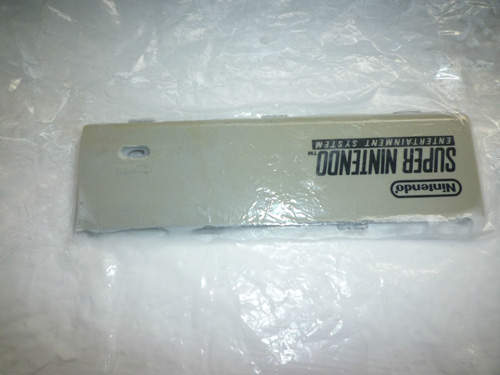 Nintendo
SUPER NINTENDO™
ENTERTAINMENT SYSTEM